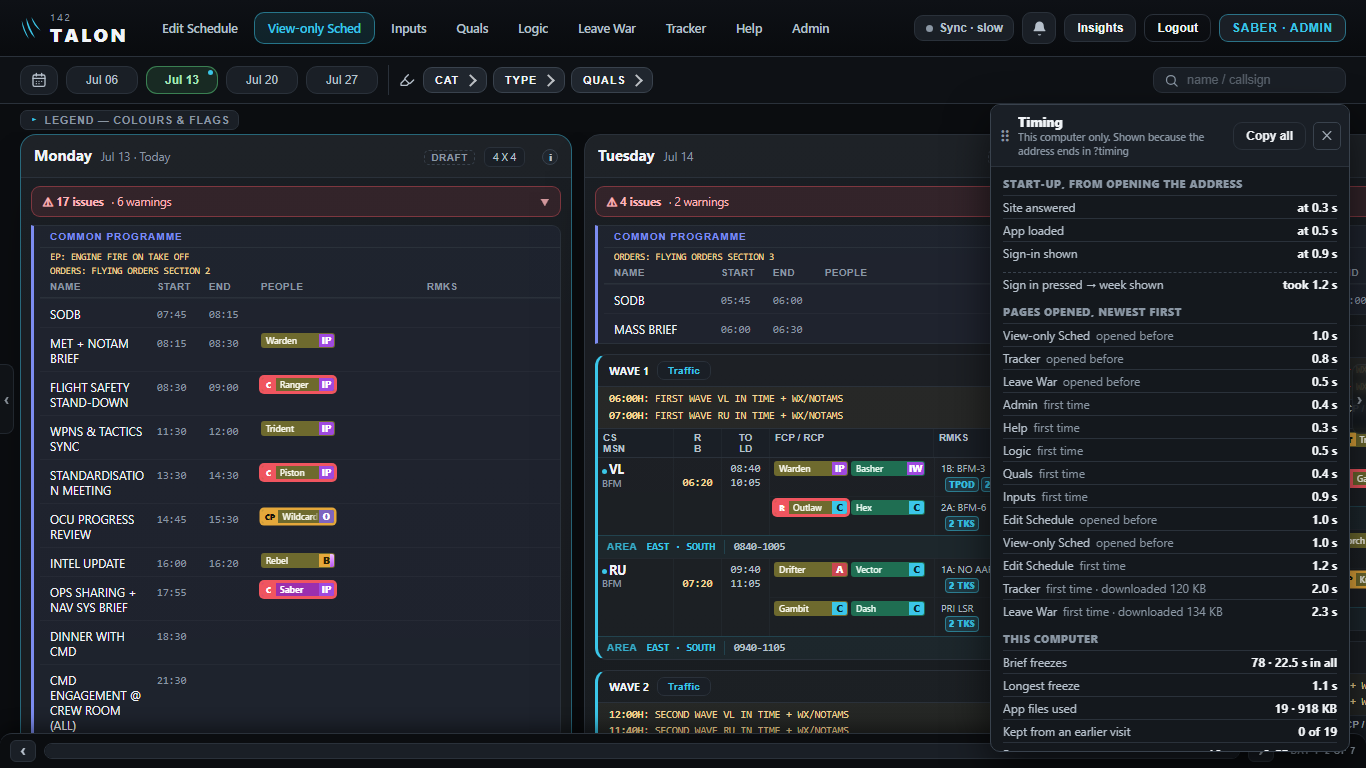 142
TALON
Edit Schedule
View-only Sched
Inputs
Quals
Logic
Leave War
Tracker
Help
Admin
Sync · slow
Insights
Logout
SABER · ADMIN
Jul 06
Jul 13
Jul 20
Jul 27
CAT
TYPE
QUALS
name / callsign
LEGEND — COLOURS & FLAGS
Monday Jul 13 · Today
DRAFT
4 X 4
17 issues · 6 warnings
COMMON PROGRAMME
EP: ENGINE FIRE ON TAKE OFF
ORDERS: FLYING ORDERS SECTION 2
NAME START END PEOPLE RMKS
SODB 07:45 08:15
MET + NOTAM 08:15 08:30 Warden IP
BRIEF
FLIGHT SAFETY 08:30 09:00 C Ranger IP
STAND-DOWN
WPNS & TACTICS 11:30 12:00 Trident IP
SYNC
STANDARDISATIO 13:30 14:30 C Piston IP
N MEETING
OCU PROGRESS 14:45 15:30 CP Wildcard O
REVIEW
INTEL UPDATE 16:00 16:20 Rebel B
OPS SHARING + 17:55 C Saber IP
NAV SYS BRIEF
DINNER WITH 18:30
CMD
CMD 21:30
ENGAGEMENT @
CREW ROOM
(ALL)
Tuesday Jul 14
4 issues · 2 warnings
COMMON PROGRAMME
ORDERS: FLYING ORDERS SECTION 3
NAME START END PEOPLE
SODB 05:45 06:00
MASS BRIEF 06:00 06:30
WAVE 1 Traffic
06:00H: FIRST WAVE VL IN TIME + WX/NOTAMS
07:00H: FIRST WAVE RU IN TIME + WX/NOTAMS
CS R TO FCP / RCP RMKS
MSN B LD
VL 08:40 Warden IP Basher IW 1B: BFM-3
BFM 06:20 10:05 TPOD 2
R Outlaw C Hex C 2A: BFM-6
2 TKS
AREA EAST · SOUTH 0840-1005
RU 09:40 Drifter A Vector C 1A: NO AA
BFM 07:20 11:05 2 TKS
Gambit C Dash C PRI LSR
2 TKS
AREA EAST · SOUTH 0940-1105
WAVE 2 Traffic
12:00H: SECOND WAVE VL IN TIME + WX/NOTAMS
11:40H: SECOND WAVE RU IN TIME + WX/NOTAMS
Timing
This computer only. Shown because the
address ends in ?timing
Copy all
START-UP, FROM OPENING THE ADDRESS
Site answered at 0.3 s
App loaded at 0.5 s
Sign-in shown at 0.9 s
Sign in pressed → week shown took 1.2 s
PAGES OPENED, NEWEST FIRST
View-only Sched opened before 1.0 s
Tracker opened before 0.8 s
Leave War opened before 0.5 s
Admin first time 0.4 s
Help first time 0.3 s
Logic first time 0.5 s
Quals first time 0.4 s
Inputs first time 0.9 s
Edit Schedule opened before 1.0 s
View-only Sched opened before 1.0 s
Edit Schedule first time 1.2 s
Tracker first time · downloaded 120 KB 2.0 s
Leave War first time · downloaded 134 KB 2.3 s
THIS COMPUTER
Brief freezes 78 · 22.5 s in all
Longest freeze 1.1 s
App files used 19 · 918 KB
Kept from an earlier visit 0 of 19